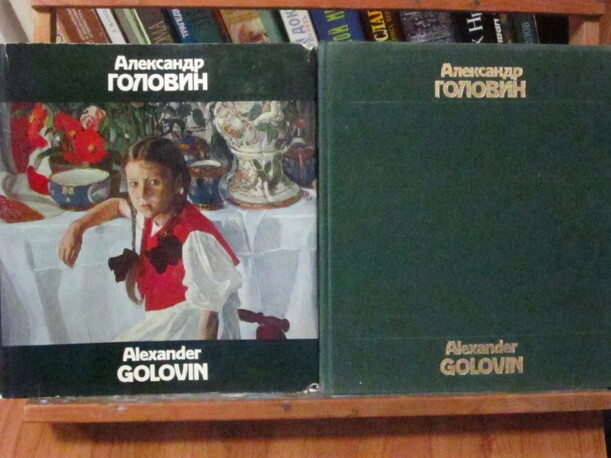 Александр
ГОЛОВИН
Alexander
GOLOVIN
Александр
ГОЛОВИН
Alexander
GOLOVIN